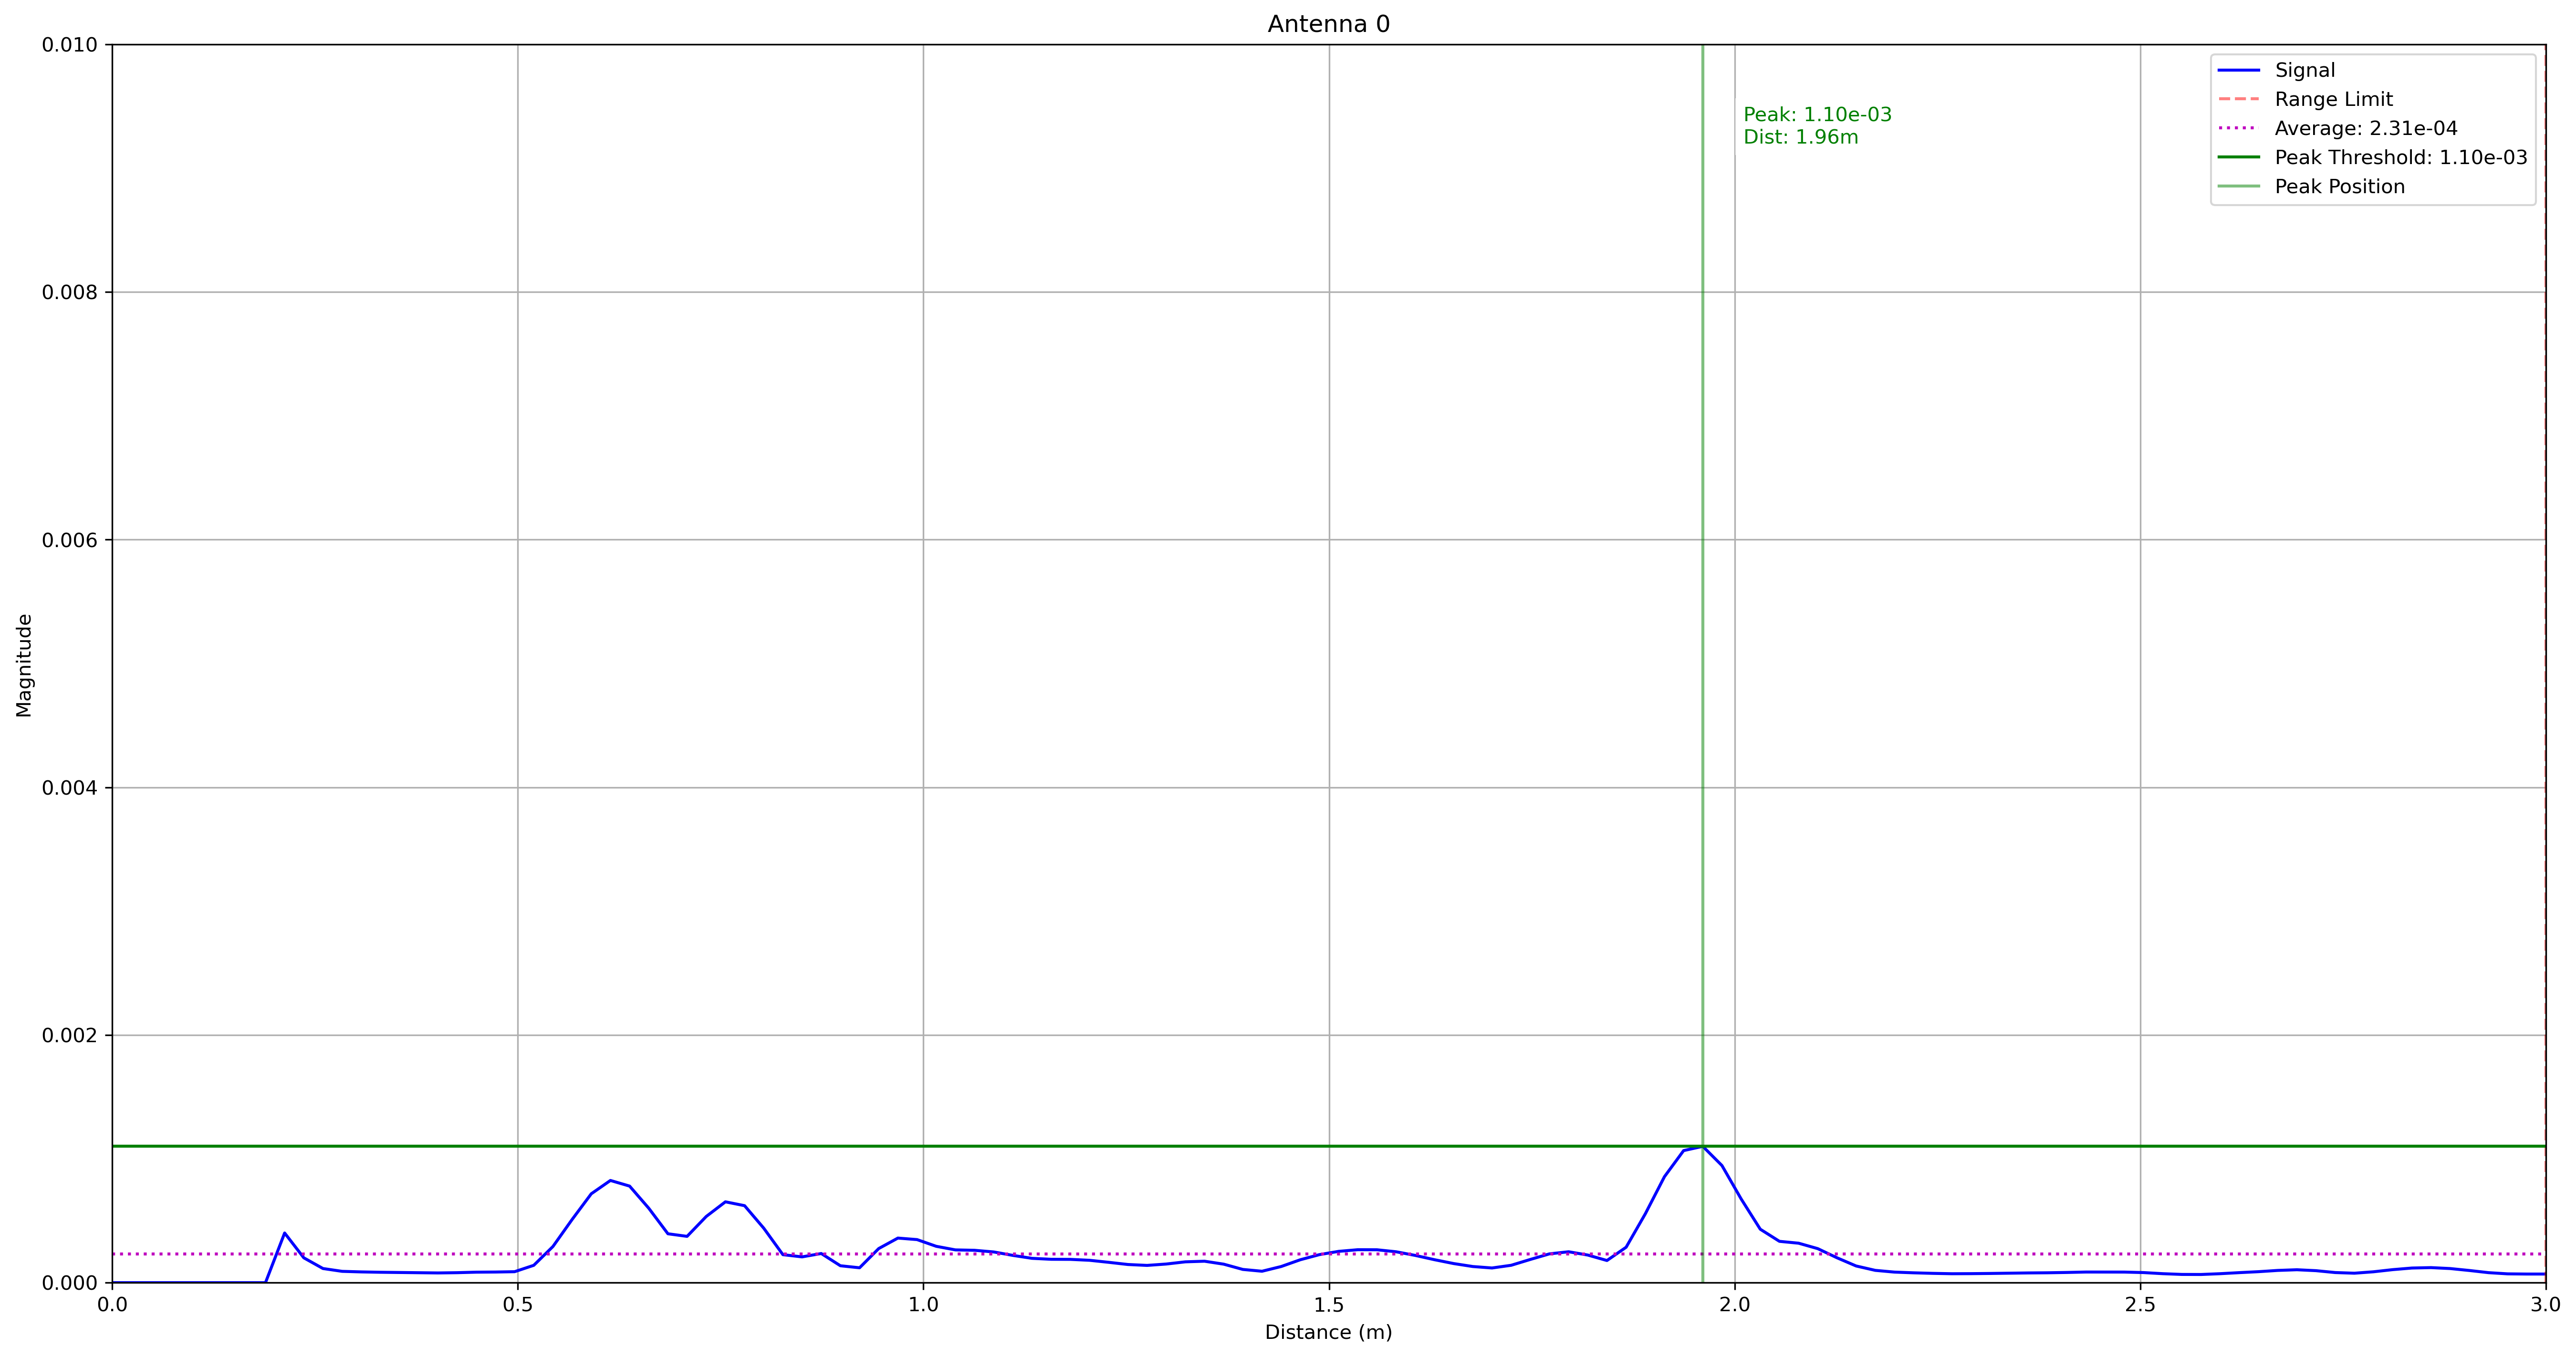 Antenna 0
0.010
0.008
0.006
0.004
0.002
0.000
Magnitude
Peak: 1.10e-03
Dist: 1.96m
Signal
Range Limit
Average: 2.31e-04
Peak Threshold: 1.10e-03
Peak Position
0.0 0.5 1.0 1.5 2.0 2.5 3.0
Distance (m)